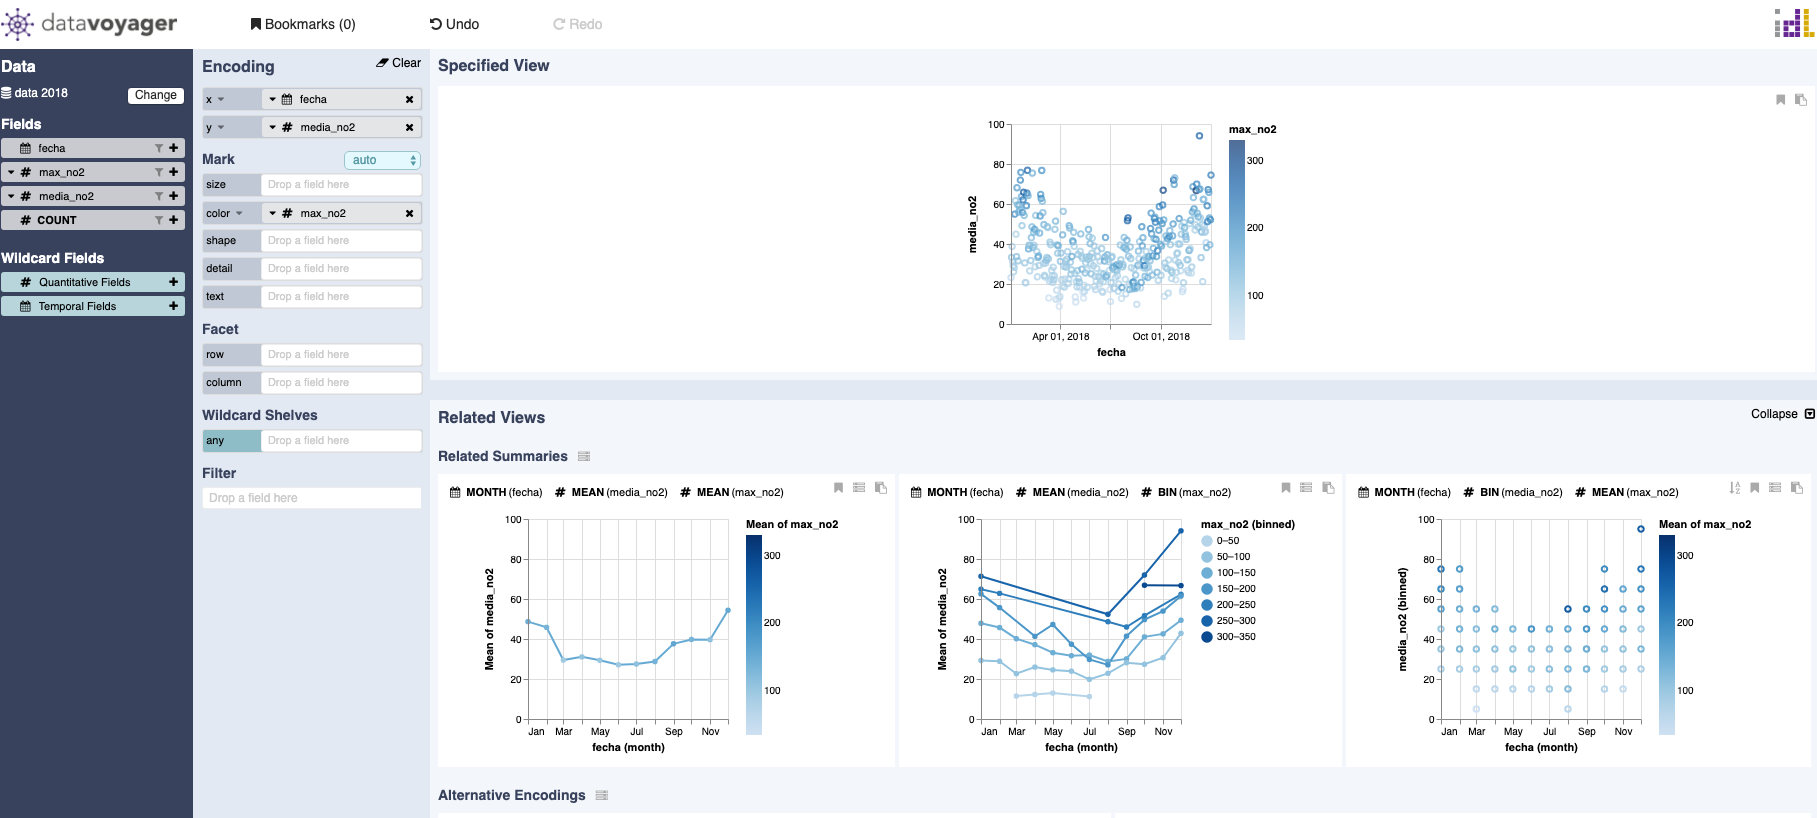 datavoyager
Bookmarks (0)
Undo
Redo
Data
data 2018
Change
Fields
fecha
# max_no2
# media_no2
# COUNT
Wildcard Fields
# Quantitative Fields
Temporal Fields
Encoding
Clear
x
fecha
y
# media_no2
Mark
auto
size
Drop a field here
color
# max_no2
shape
Drop a field here
detail
Drop a field here
text
Drop a field here
Facet
row
Drop a field here
column
Drop a field here
Wildcard Shelves
any
Drop a field here
Filter
Drop a field here
Specified View
100
80
60
40
20
0
media_no2
Apr 01, 2018
Oct 01, 2018
fecha
max_no2
300
200
100
Related Views
Collapse
Related Summaries
MONTH (fecha) # MEAN (media_no2) # MEAN (max_no2)
100
80
60
40
20
0
Mean of media_no2
Jan Mar May Jul Sep Nov
fecha (month)
Mean of max_no2
300
200
100
MONTH (fecha) # MEAN (media_no2) # BIN (max_no2)
100
80
60
40
20
0
Mean of media_no2
Jan Mar May Jul Sep Nov
fecha (month)
max_no2 (binned)
0–50
50–100
100–150
150–200
200–250
250–300
300–350
MONTH (fecha) # BIN (media_no2) # MEAN (max_no2)
100
80
60
40
20
0
media_no2 (binned)
Jan Mar May Jul Sep Nov
fecha (month)
Mean of max_no2
300
200
100
Alternative Encodings